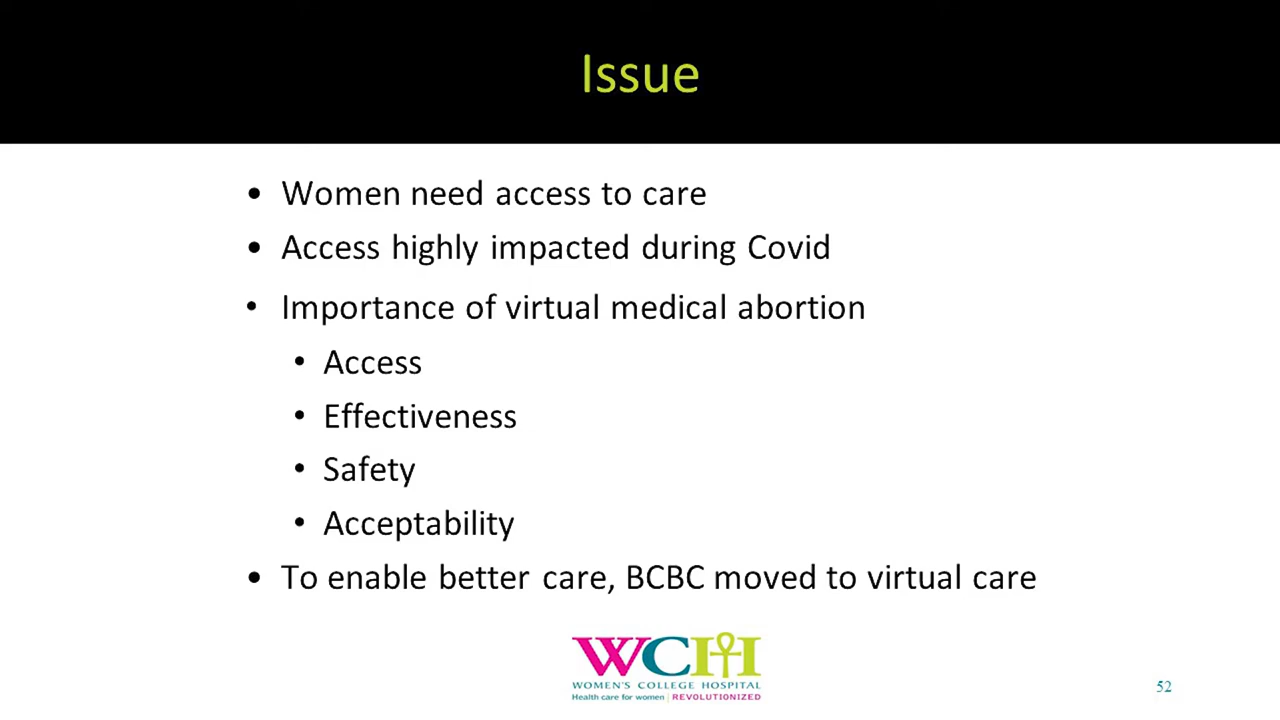 Issue
• Women need access to care
• Access highly impacted during Covid
• Importance of virtual medical abortion
• Access
• Effectiveness
• Safety
• Acceptability
• To enable better care, BCBC moved to virtual care
WCH
WOMEN'S COLLEGE HOSPITAL
Health care for women | REVOLUTIONIZED
52